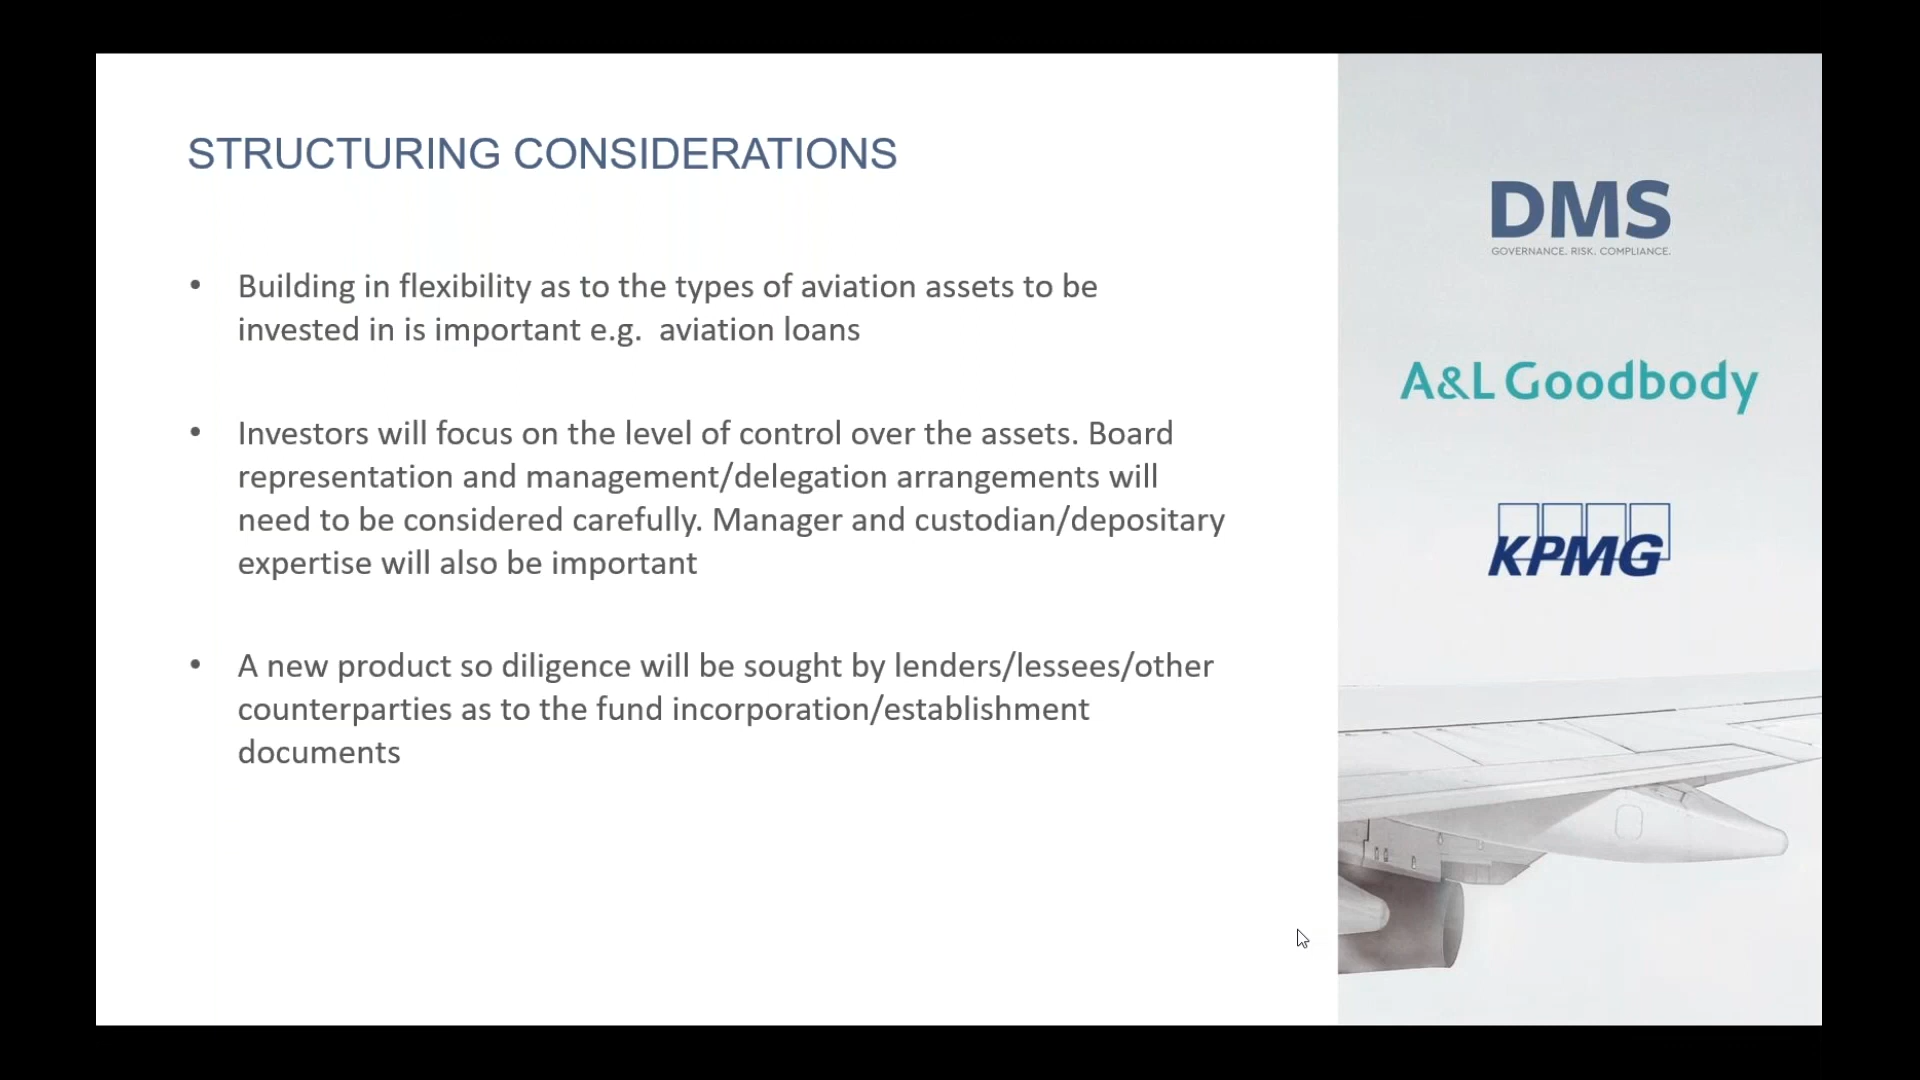 STRUCTURING CONSIDERATIONS
• Building in flexibility as to the types of aviation assets to be
invested in is important e.g.  aviation loans
• Investors will focus on the level of control over the assets. Board
representation and management/delegation arrangements will
need to be considered carefully. Manager and custodian/depositary
expertise will also be important
• A new product so diligence will be sought by lenders/lessees/other
counterparties as to the fund incorporation/establishment
documents
DMS
GOVERNANCE. RISK. COMPLIANCE.
A&L Goodbody
KPMG